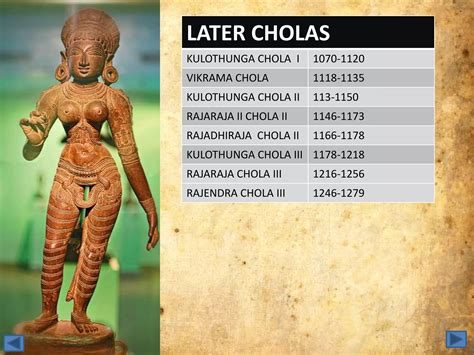 LATER CHOLAS
KULOTHUNGA CHOLA I 1070-1120
VIKRAMA CHOLA 1118-1135
KULOTHUNGA CHOLA II 113-1150
RAJARAJA II CHOLA II 1146-1173
RAJADHIRAJA CHOLA II 1166-1178
KULOTHUNGA CHOLA III 1178-1218
RAJARAJA CHOLA III 1216-1256
RAJENDRA CHOLA III 1246-1279